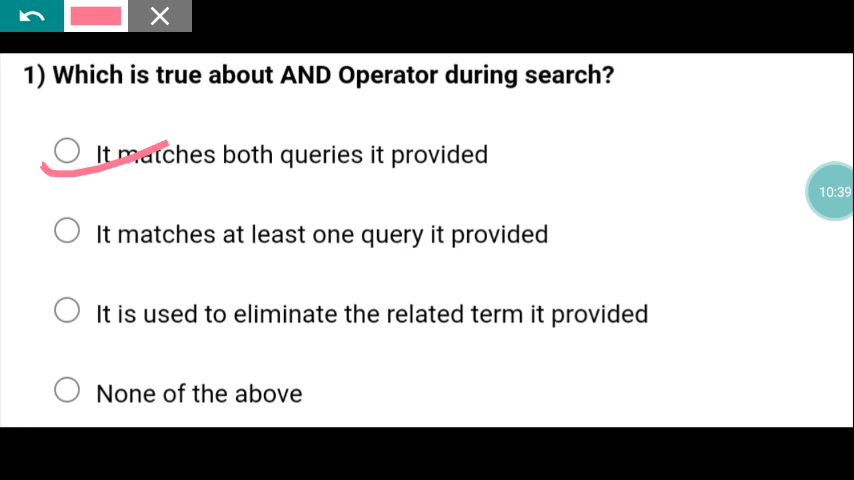 1) Which is true about AND Operator during search?
It matches both queries it provided
10:39
It matches at least one query it provided
It is used to eliminate the related term it provided
None of the above